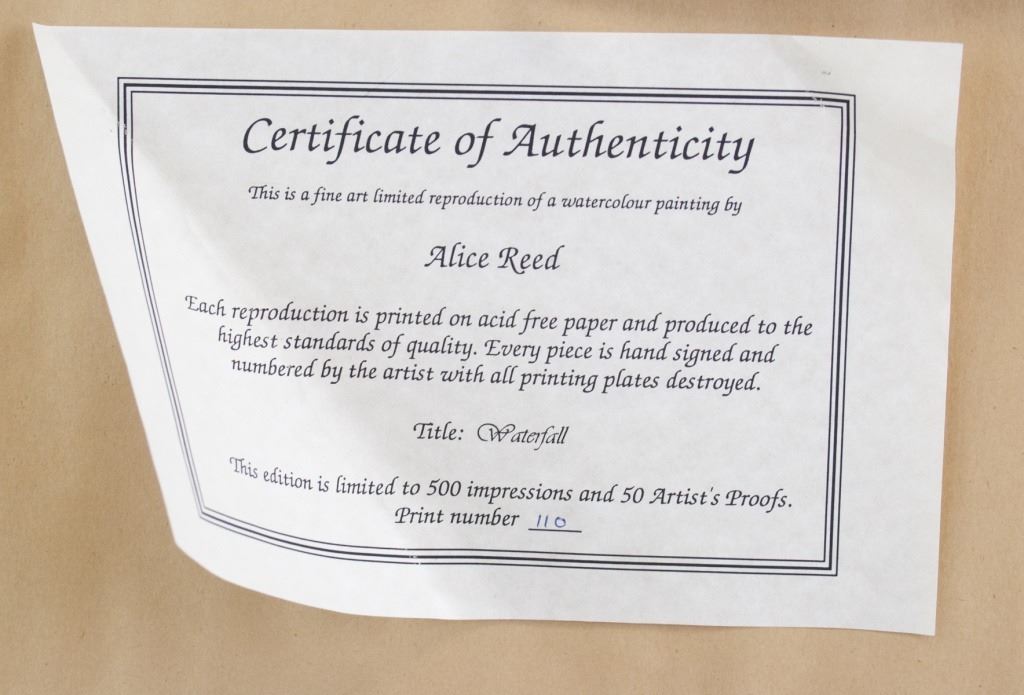 Certificate of Authenticity
This is a fine art limited reproduction of a watercolour painting by
Alice Reed
Each reproduction is printed on acid free paper and produced to the
highest standards of quality. Every piece is hand signed and
numbered by the artist with all printing plates destroyed.
Title: Waterfall
This edition is limited to 500 impressions and 50 Artist's Proofs.
Print number 110